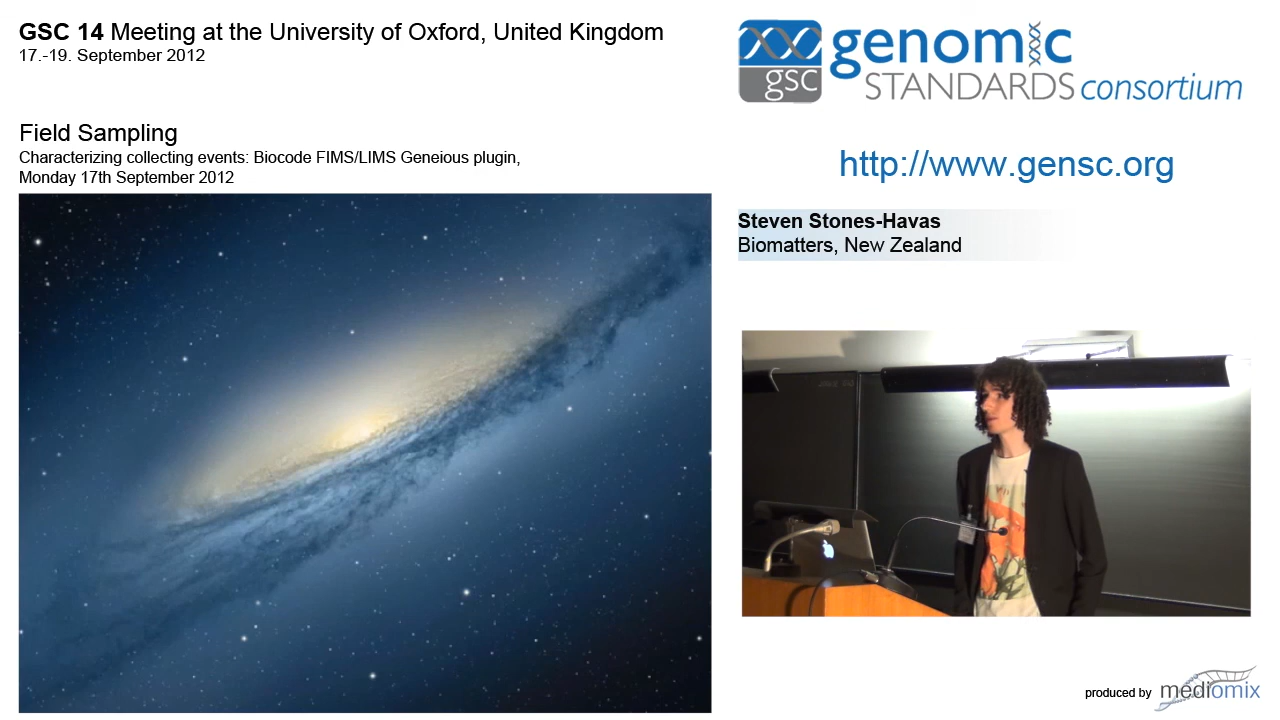 GSC 14 Meeting at the University of Oxford, United Kingdom
17.-19. September 2012
genomic
gsc
STANDARDS consortium
Field Sampling
Characterizing collecting events: Biocode FIMS/LIMS Geneious plugin,
Monday 17th September 2012
http://www.gensc.org
Steven Stones-Havas
Biomatters, New Zealand
produced by mediomix